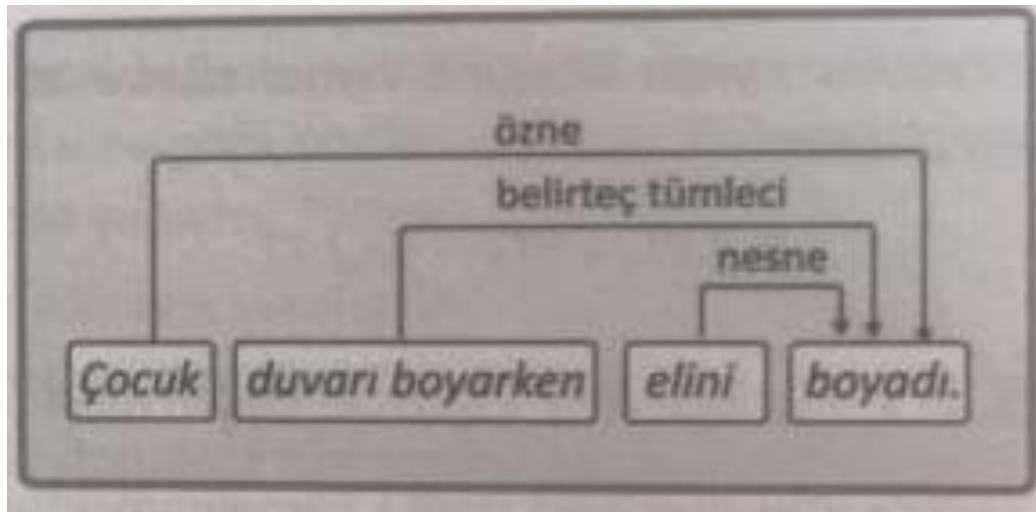 özne
belirteç tümleci
nesne
Çocuk duvarı boyarken elini boyadı.